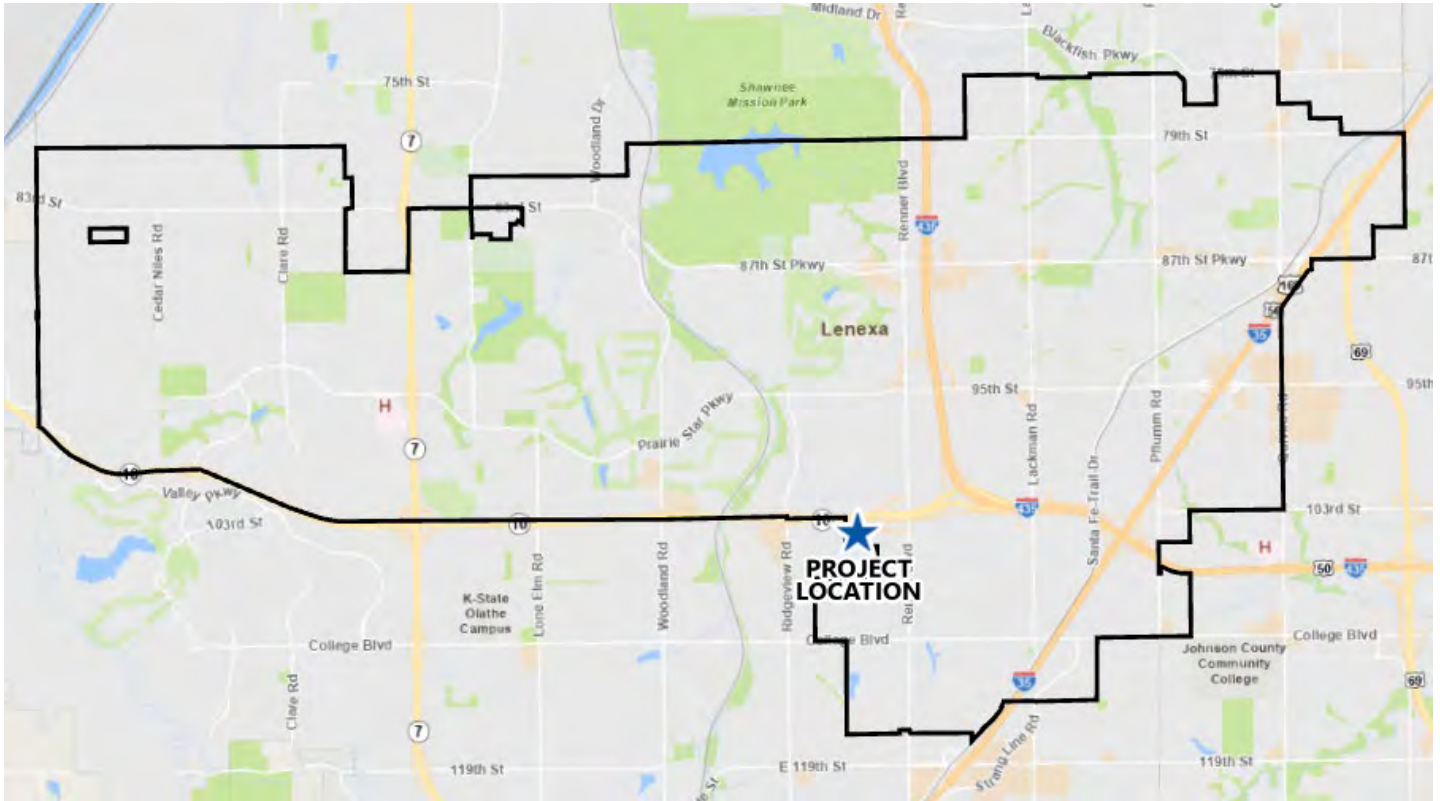 Midland Dr
Blackfish Pkwy
75th St
Shawnee
Mission Park
7
79th St
Woodland Dr
83rd St
Renner Blvd
435
Cedar Niles Rd
Clare Rd
87th St Pkwy
87th St Pkwy
Lenexa
35
69
95th St
95th
H
Prairie Star Pkwy
7
Lackman Rd
Pflumm Rd
Santa Fe-Trail-Dr
10
Valley Pkwy
103rd St
10
10
435
103rd St
H
50
435
PROJECT
LOCATION
K-State
Olathe
Campus
Lone Elm Rd
Woodland Rd
Ridgeview Rd
College Blvd
College Blvd
College Blvd
Johnson County
Community
College
35
69
Clare Rd
7
Strang Line Rd
119th St
E 119th St
119th St